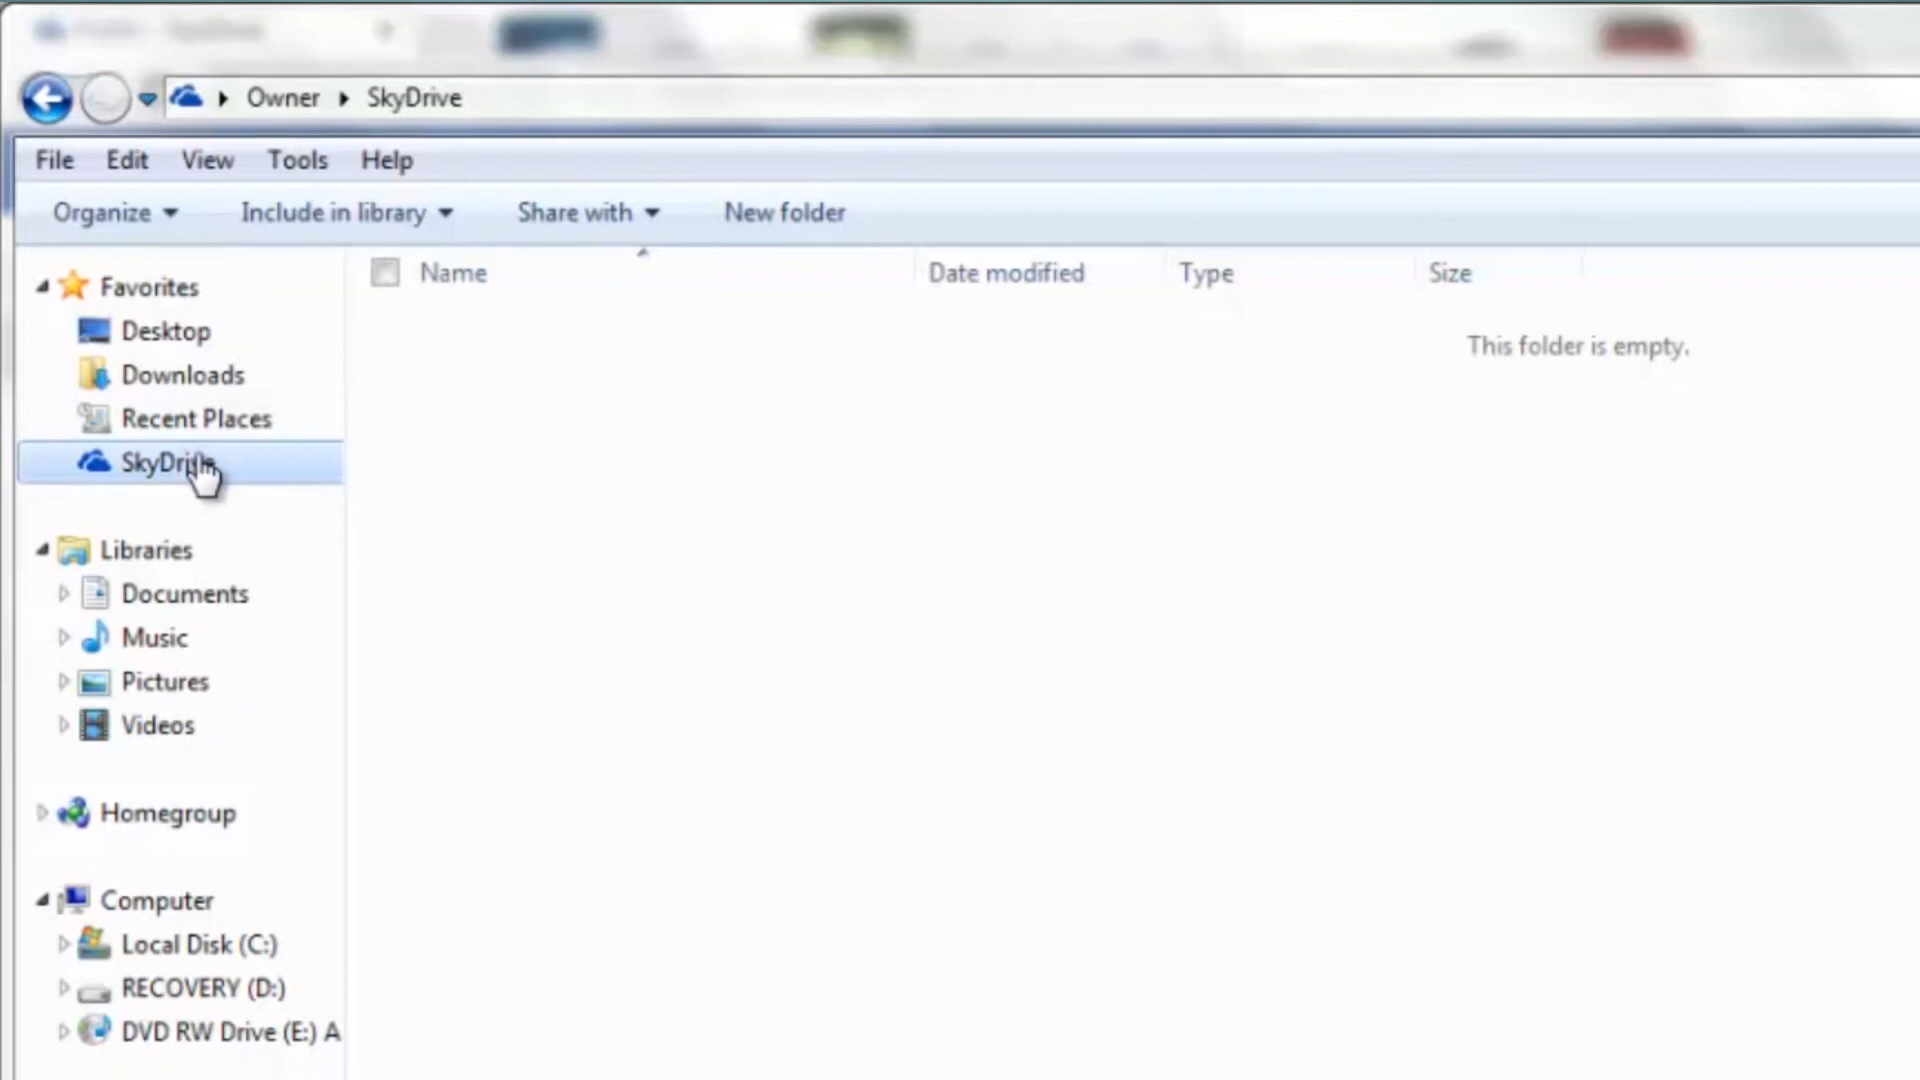 Owner SkyDrive
File Edit View Tools Help
Organize Include in library Share with New folder
Name Date modified Type Size
This folder is empty.
Favorites
Desktop
Downloads
Recent Places
SkyDrive
Libraries
Documents
Music
Pictures
Videos
Homegroup
Computer
Local Disk (C:)
RECOVERY (D:)
DVD RW Drive (E:) A